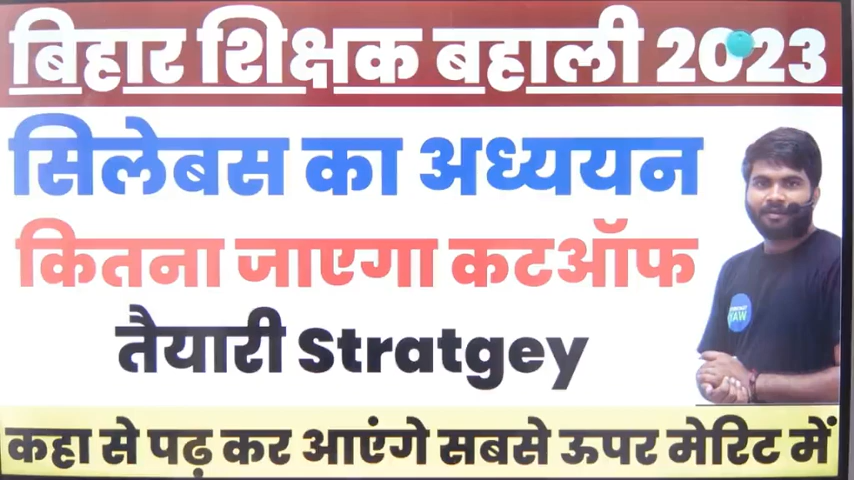 बिहार शिक्षक बहाली 2023
सिलेबस का अध्ययन
कितना जाएगा कटऑफ
तैयारी Stratgey
कहा से पढ़ कर आएंगे सबसे ऊपर मेरिट में